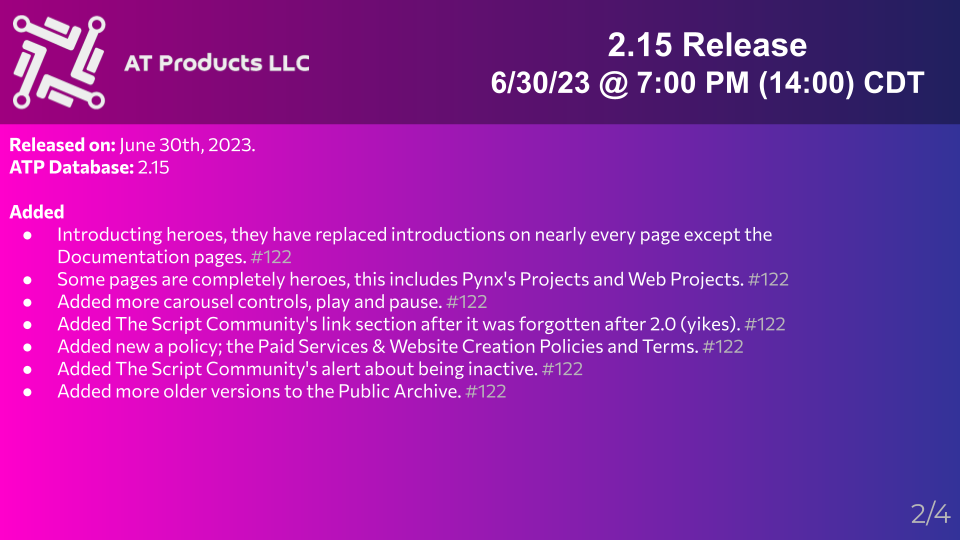 AT Products LLC
2.15 Release
6/30/23 @ 7:00 PM (14:00) CDT
Released on: June 30th, 2023.
ATP Database: 2.15
Added
● Introducting heroes, they have replaced introductions on nearly every page except the
Documentation pages. #122
● Some pages are completely heroes, this includes Pynx's Projects and Web Projects. #122
● Added more carousel controls, play and pause. #122
● Added The Script Community's link section after it was forgotten after 2.0 (yikes). #122
● Added new a policy; the Paid Services & Website Creation Policies and Terms. #122
● Added The Script Community's alert about being inactive. #122
● Added more older versions to the Public Archive. #122
2/4